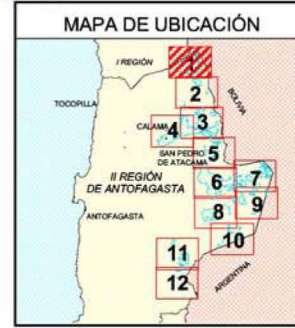 MAPA DE UBICACIÓN
I REGIÓN
1
2
BOLIVIA
TOCOPILLA
3
CALAMA
4
SAN PEDRO
DE ATACAMA
5
II REGIÓN
DE ANTOFAGASTA
6
7
ANTOFAGASTA
8
9
10
11
ARGENTINA
12